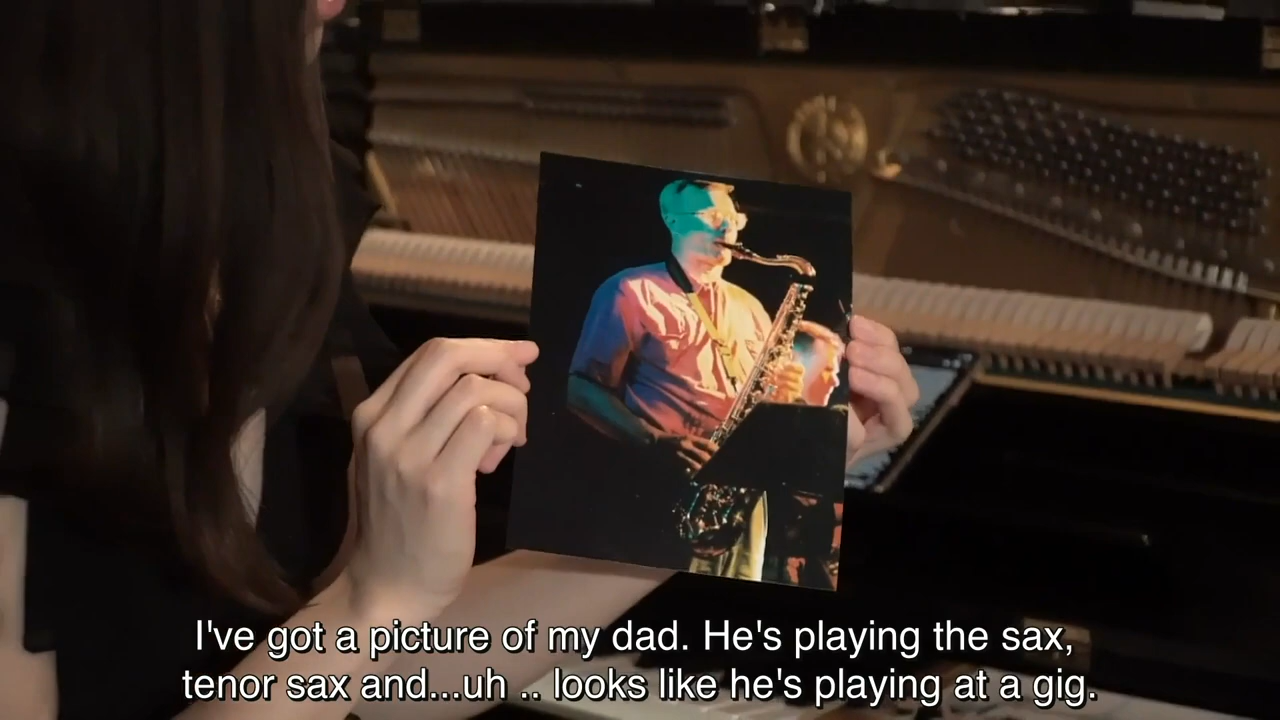 I've got a picture of my dad. He's playing the sax,
tenor sax and...uh .. looks like he's playing at a gig.